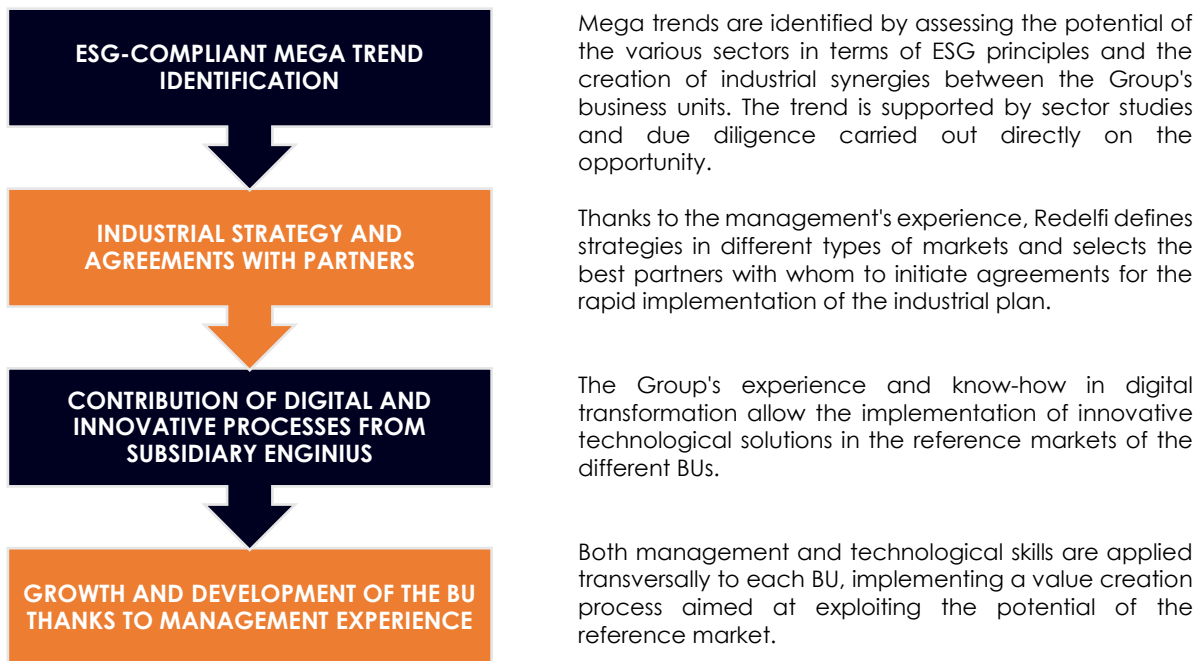 ESG-COMPLIANT MEGA TREND
IDENTIFICATION
Mega trends are identified by assessing the potential of
the various sectors in terms of ESG principles and the
creation of industrial synergies between the Group's
business units. The trend is supported by sector studies
and due diligence carried out directly on the
opportunity.
INDUSTRIAL STRATEGY AND
AGREEMENTS WITH PARTNERS
Thanks to the management's experience, Redelfi defines
strategies in different types of markets and selects the
best partners with whom to initiate agreements for the
rapid implementation of the industrial plan.
CONTRIBUTION OF DIGITAL AND
INNOVATIVE PROCESSES FROM
SUBSIDIARY ENGINIUS
The Group's experience and know-how in digital
transformation allow the implementation of innovative
technological solutions in the reference markets of the
different BUs.
GROWTH AND DEVELOPMENT OF THE BU
THANKS TO MANAGEMENT EXPERIENCE
Both management and technological skills are applied
transversally to each BU, implementing a value creation
process aimed at exploiting the potential of the
reference market.